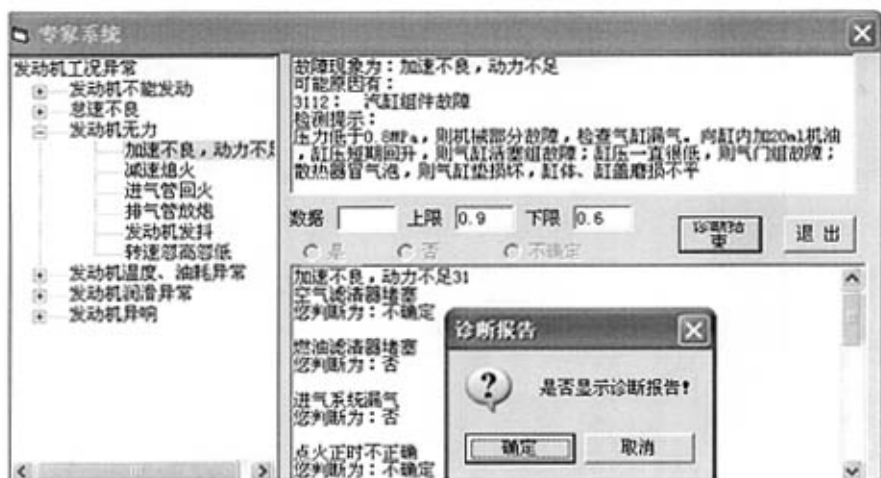 专家系统
发动机工况异常
发动机不能发动
怠速不良
发动机无力
加速不良，动力不足
减速熄火
进气管回火
排气管放炮
发动机发抖
转速忽高忽低
发动机温度、油耗异常
发动机润滑异常
发动机异响
故障现象为：加速不良，动力不足
可能原因有：
3112： 汽缸组件故障
检测提示：
压力低于0.8MPa，则机械部分故障，检查气缸漏气。向缸内加20ml机油
，缸压短期回升，则气缸活塞组故障；缸压一直很低，则气门组故障；
散热器冒气泡，则气缸垫损坏，缸体、缸盖磨损不平
数据 上限 0.9 下限 0.6
诊断结
束
退 出
是 否 不确定
加速不良，动力不足31
空气滤清器堵塞
您判断为：不确定
燃油滤清器堵塞
您判断为：否
进气系统漏气
您判断为：否
点火正时不正确
您判断为：不确定
诊断报告
是否显示诊断报告!
确定 取消